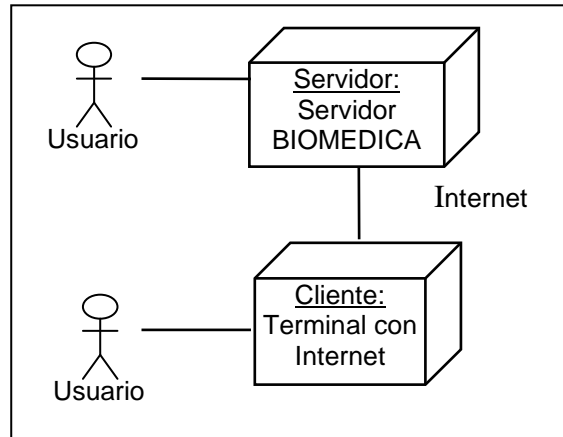 Servidor:
Servidor
BIOMEDICA
Usuario
Internet
Cliente:
Terminal con
Internet
Usuario